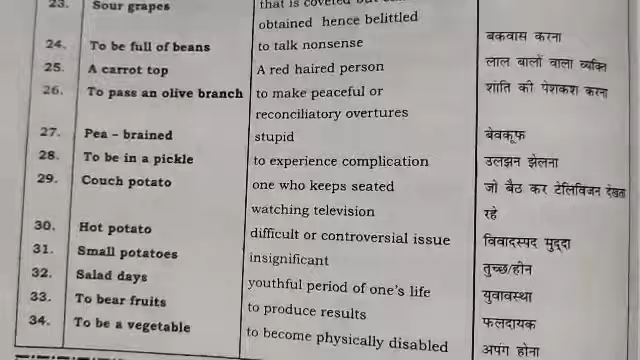 23. Sour grapes that is coveted but
obtained hence belittled
24. To be full of beans to talk nonsense बकवास करना
25. A carrot top A red haired person लाल बालों वाला व्यक्ति
26. To pass an olive branch to make peaceful or शांति की पेशकश करना
reconciliatory overtures
27. Pea - brained stupid बेवकूफ
28. To be in a pickle to experience complication उलझन झेलना
29. Couch potato one who keeps seated जो बैठ कर टेलिविजन देखता
watching television रहे
30. Hot potato difficult or controversial issue विवादस्पद मुद्दा
31. Small potatoes insignificant तुच्छ/हीन
32. Salad days youthful period of one's life युवावस्था
33. To bear fruits to produce results फलदायक
34. To be a vegetable to become physically disabled अपंग होना